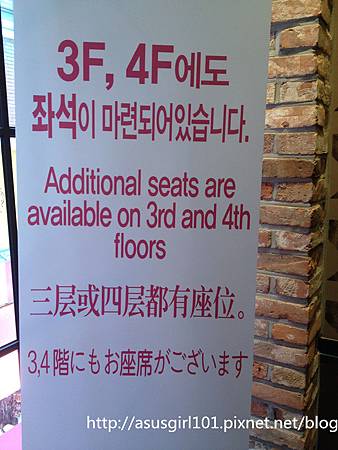 3F, 4F에도
좌석이 마련되어있습니다.
Additional seats are
available on 3rd and 4th
floors
三层或四层都有座位。
3,4階にもお座席がございます
http://asusgirl101.pixnet.net/blog